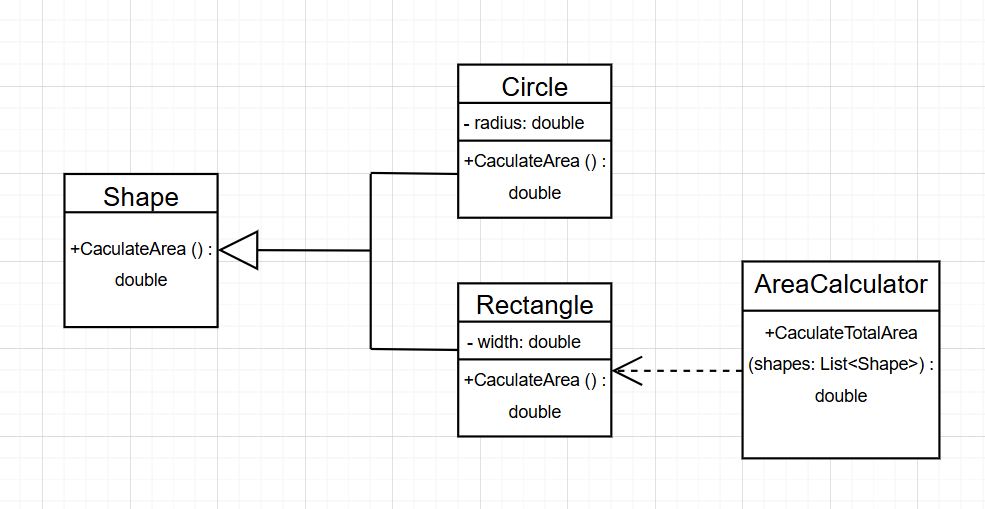 Circle
- radius: double
+CaculateArea () :
double
Shape
+CaculateArea () :
double
Rectangle
- width: double
+CaculateArea () :
double
AreaCalculator
+CaculateTotalArea
(shapes: List<Shape>) :
double